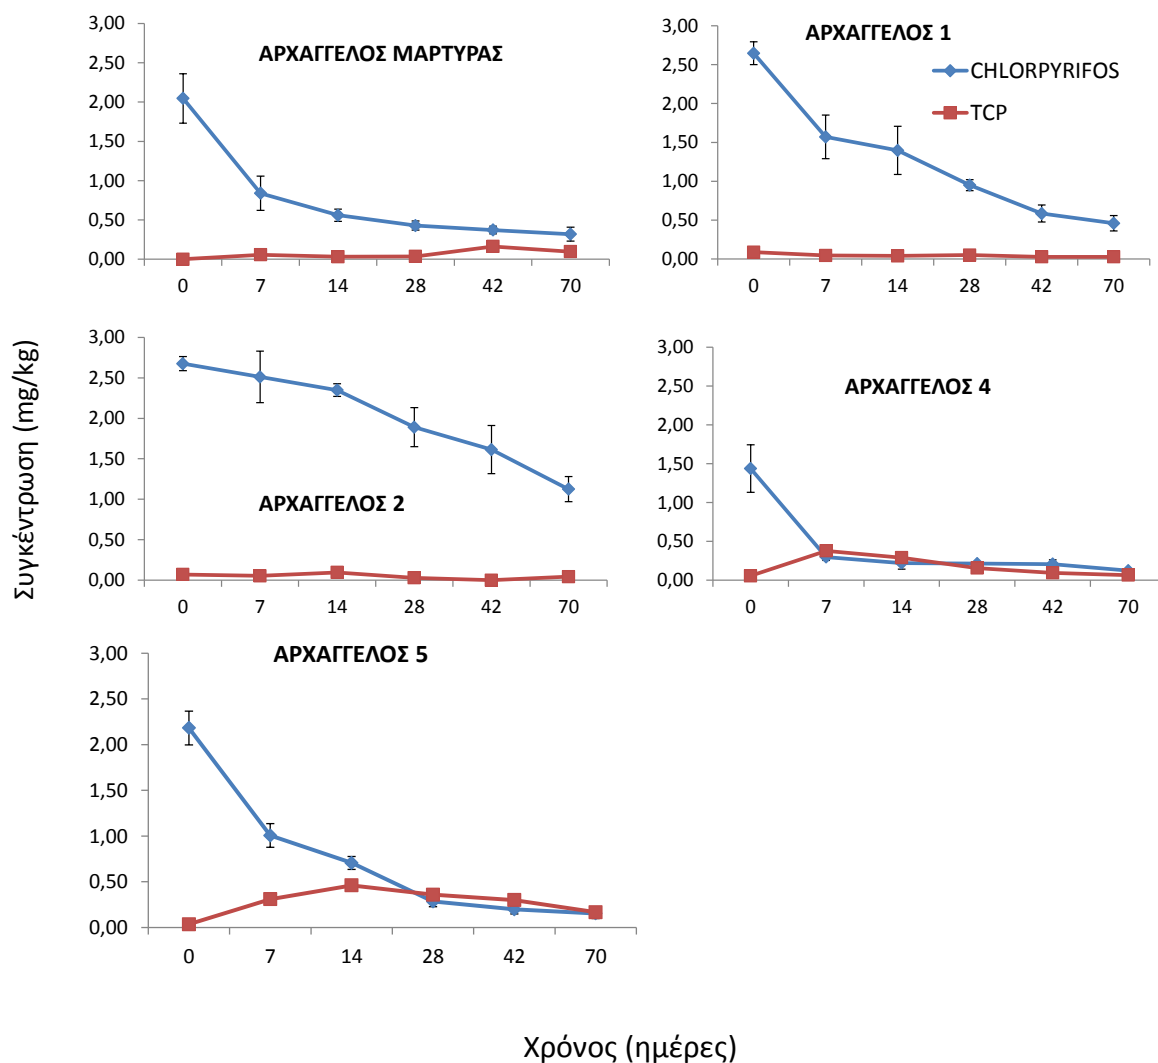 ΑΡΧΑΓΓΕΛΟΣ ΜΑΡΤΥΡΑΣ
3,00
2,50
2,00
1,50
1,00
0,50
0,00
0 7 14 28 42 70
ΑΡΧΑΓΓΕΛΟΣ 1
CHLORPYRIFOS
TCP
3,00
2,50
2,00
1,50
1,00
0,50
0,00
0 7 14 28 42 70
Συγκέντρωση (mg/kg)
3,00
2,50
2,00
1,50
1,00
0,50
0,00
ΑΡΧΑΓΓΕΛΟΣ 2
0 7 14 28 42 70
ΑΡΧΑΓΓΕΛΟΣ 4
3,00
2,50
2,00
1,50
1,00
0,50
0,00
0 7 14 28 42 70
ΑΡΧΑΓΓΕΛΟΣ 5
3,00
2,50
2,00
1,50
1,00
0,50
0,00
0 7 14 28 42 70
Χρόνος (ημέρες)